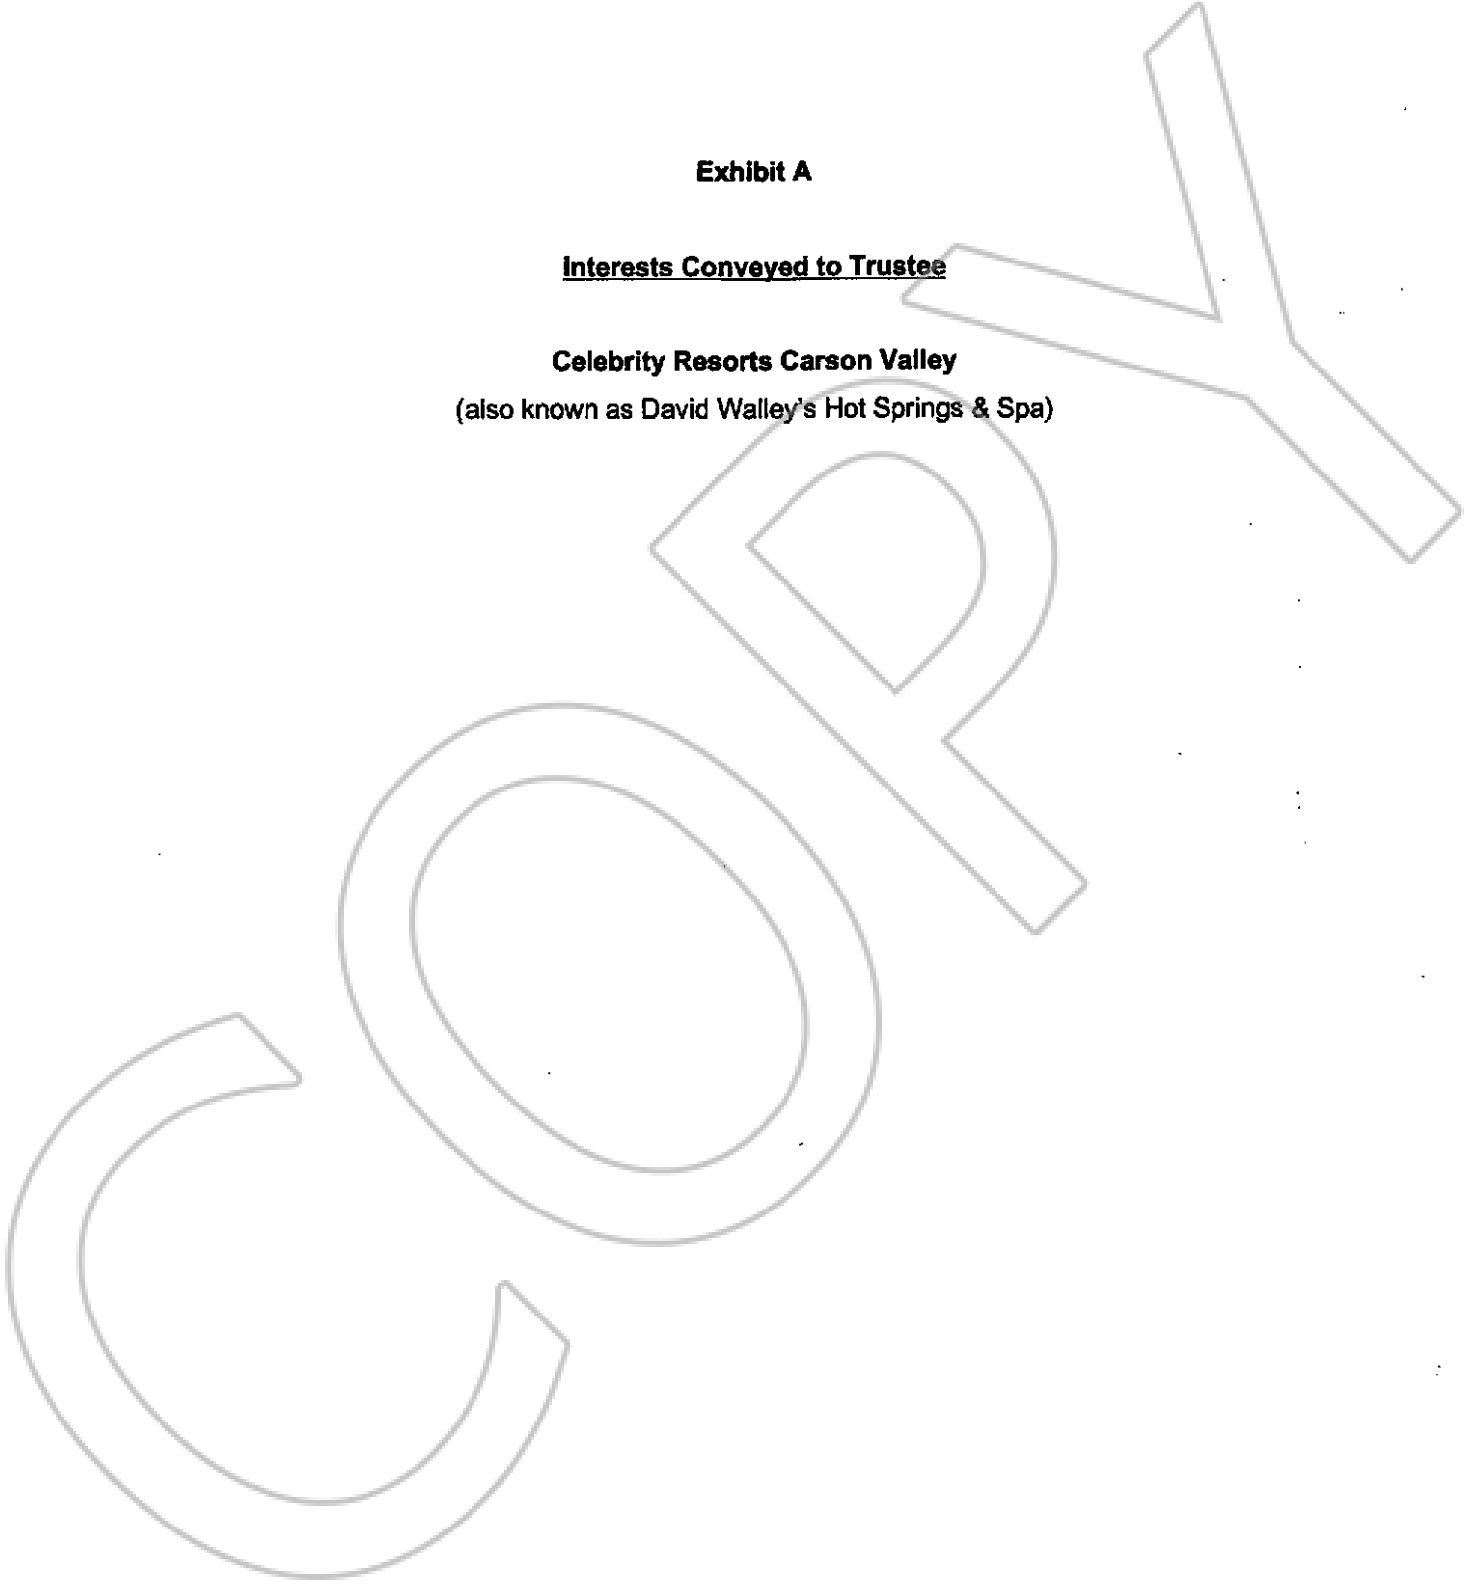 Exhibit A
Interests Conveyed to Trustee
Celebrity Resorts Carson Valley
(also known as David Walley's Hot Springs & Spa)
COPY